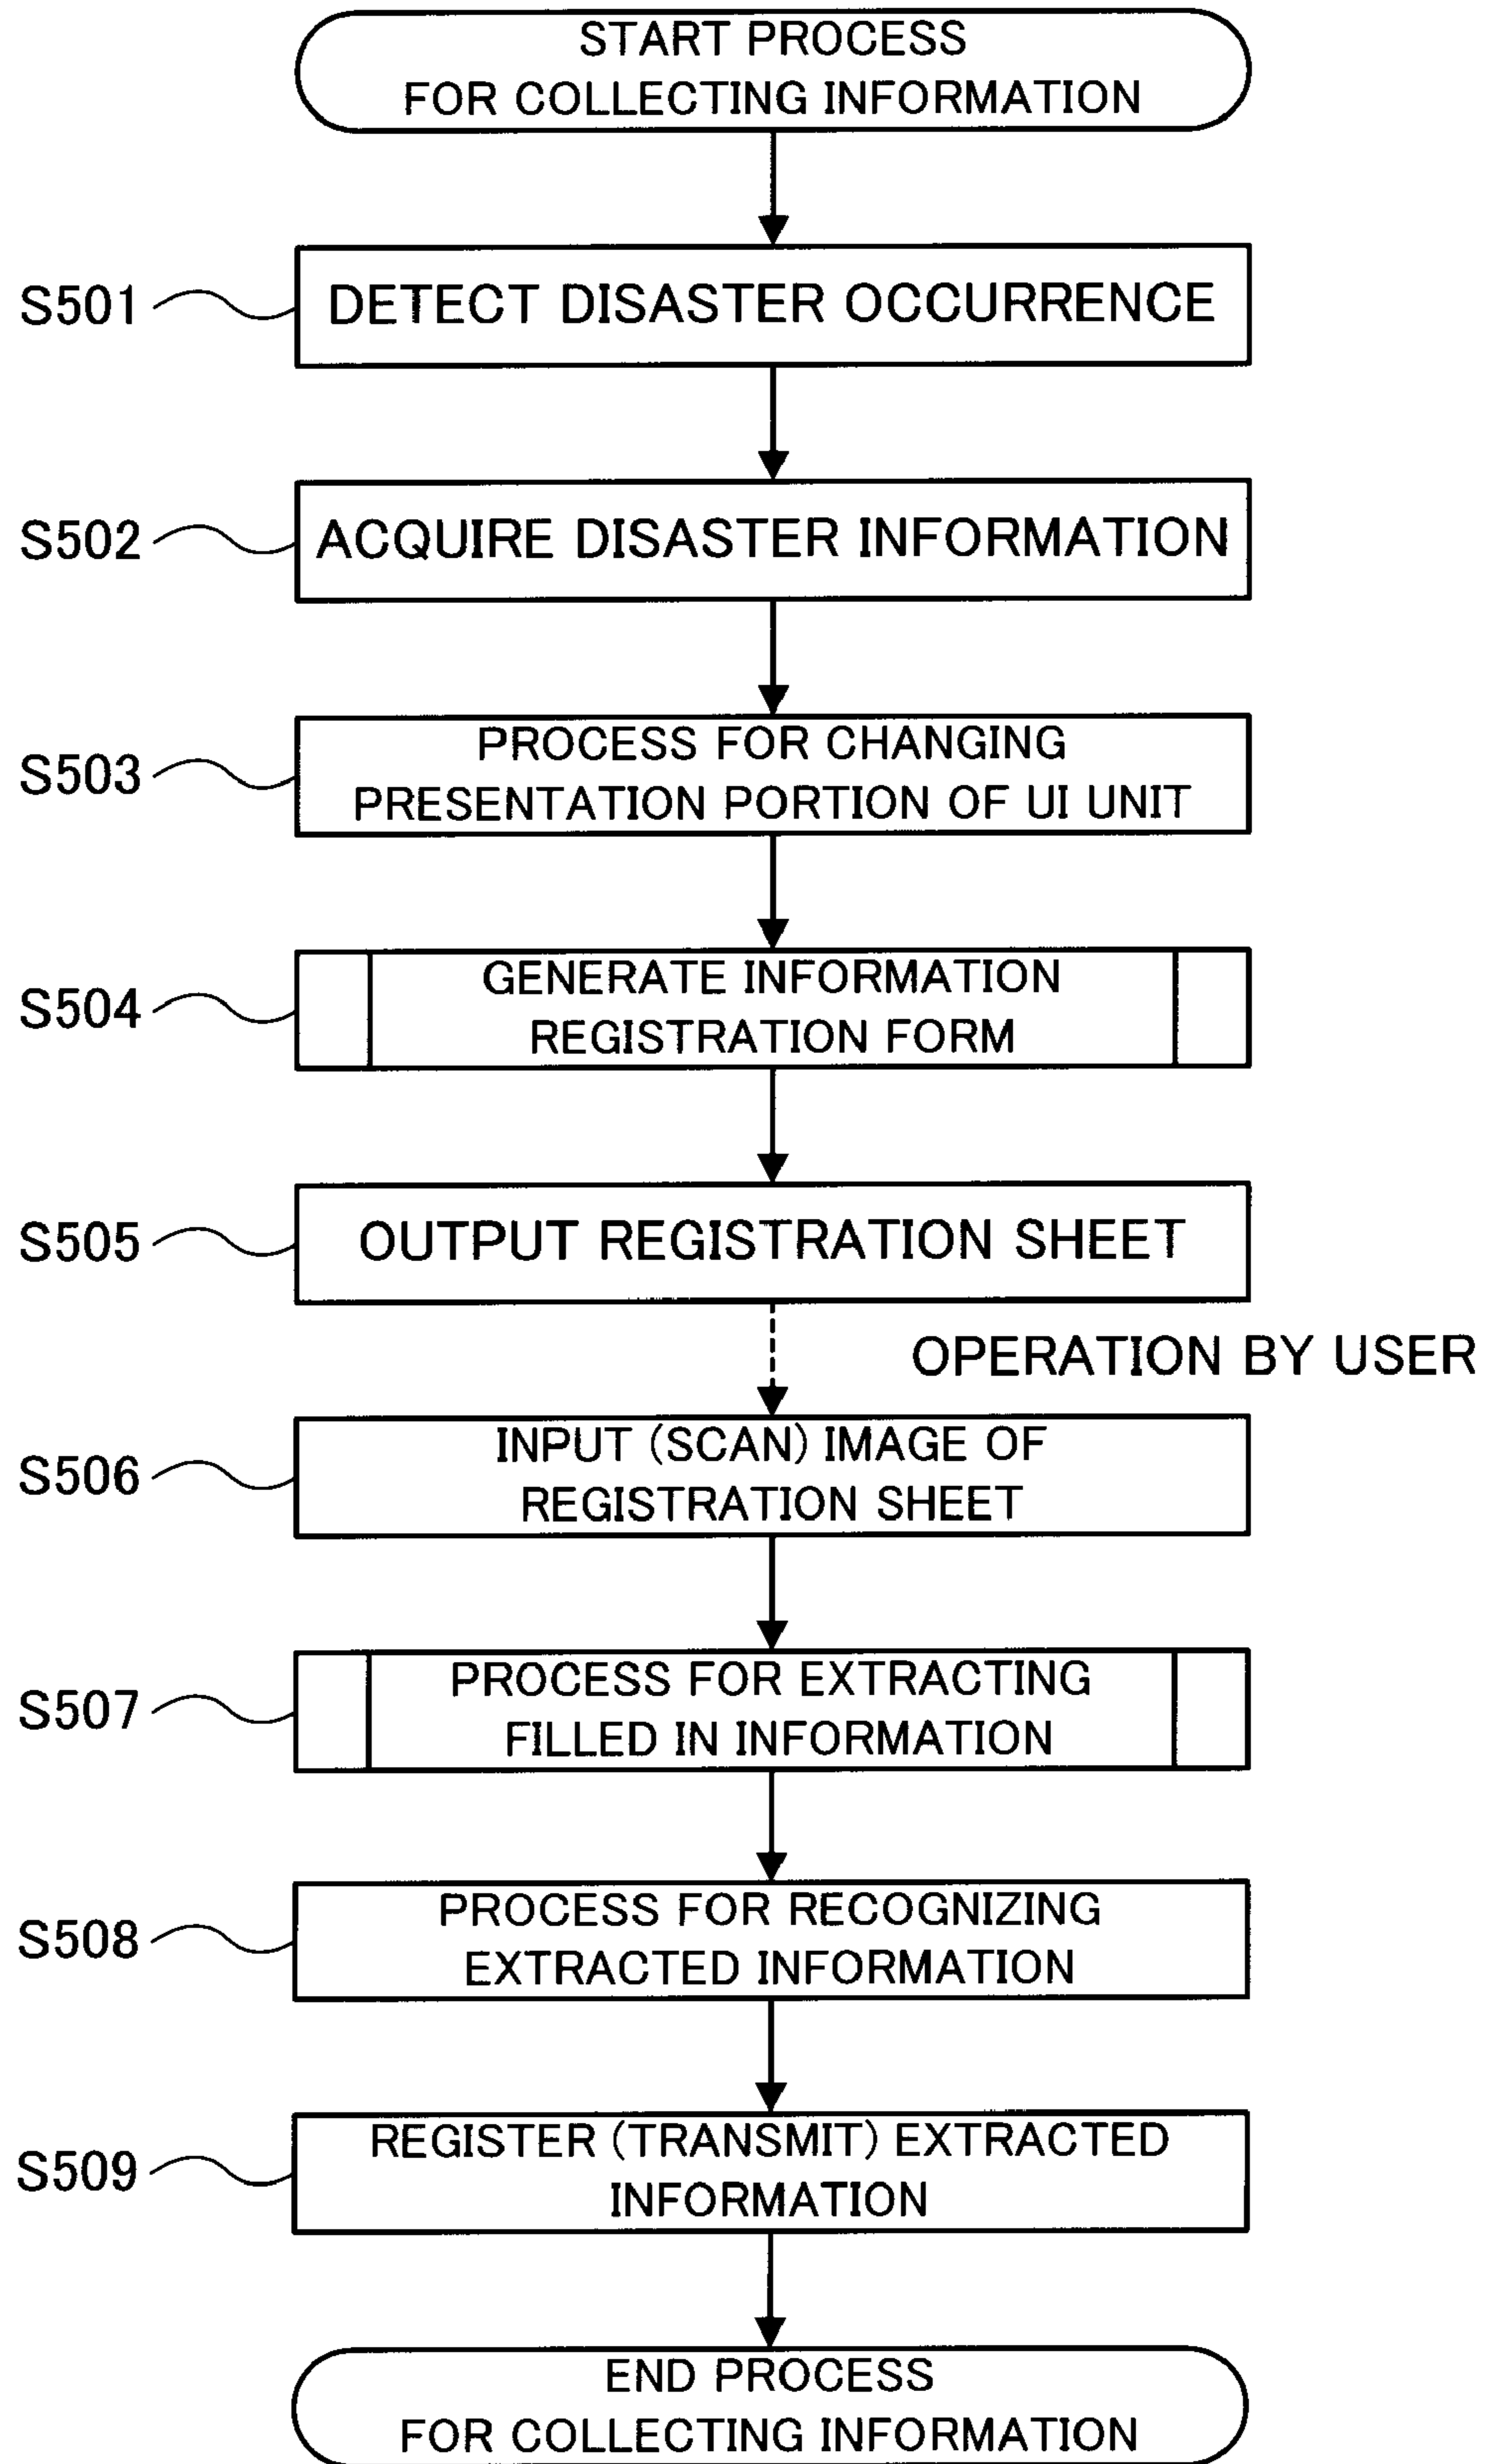 START PROCESS
FOR COLLECTING INFORMATION
S501
DETECT DISASTER OCCURRENCE
S502
ACQUIRE DISASTER INFORMATION
S503
PROCESS FOR CHANGING
PRESENTATION PORTION OF UI UNIT
S504
GENERATE INFORMATION
REGISTRATION FORM
S505
OUTPUT REGISTRATION SHEET
OPERATION BY USER
S506
INPUT (SCAN) IMAGE OF
REGISTRATION SHEET
S507
PROCESS FOR EXTRACTING
FILLED IN INFORMATION
S508
PROCESS FOR RECOGNIZING
EXTRACTED INFORMATION
S509
REGISTER (TRANSMIT) EXTRACTED
INFORMATION
END PROCESS
FOR COLLECTING INFORMATION